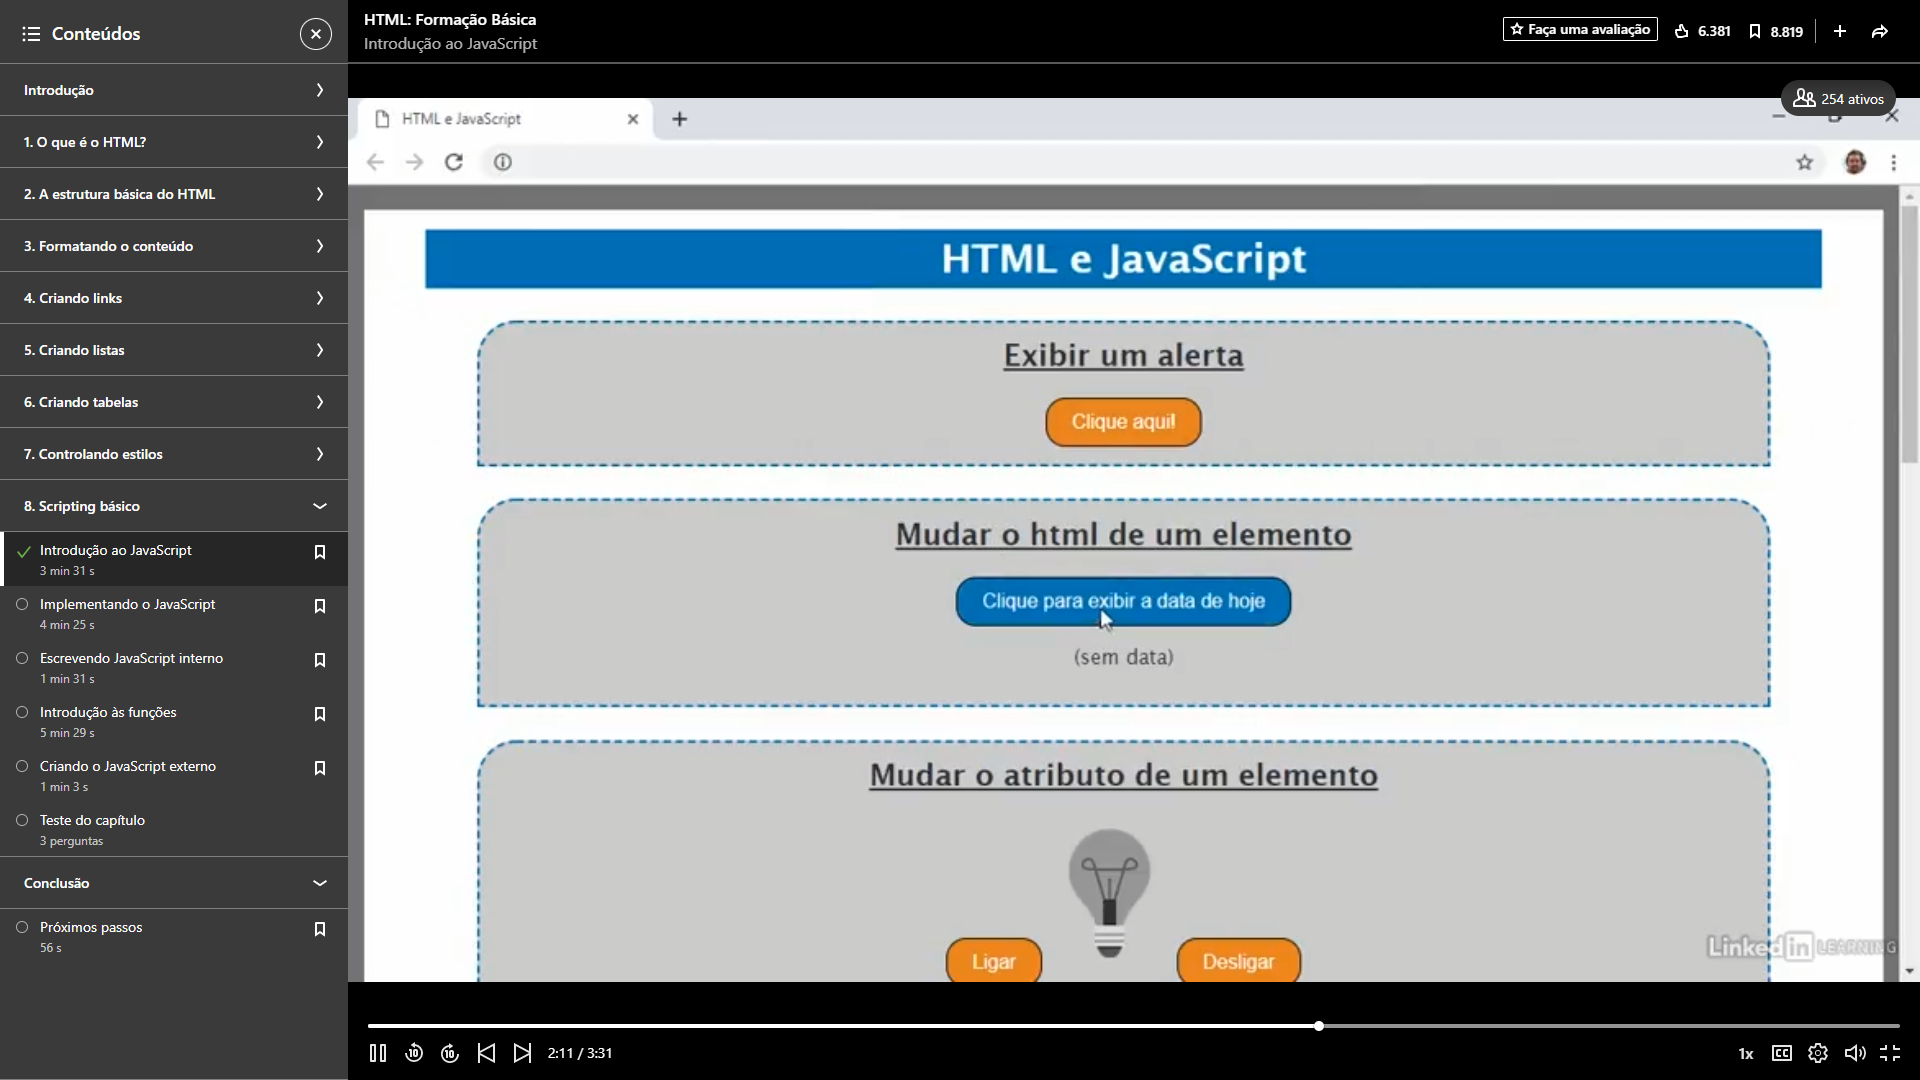 Conteúdos
Introdução
1. O que é o HTML?
2. A estrutura básica do HTML
3. Formatando o conteúdo
4. Criando links
5. Criando listas
6. Criando tabelas
7. Controlando estilos
8. Scripting básico
Introdução ao JavaScript
3 min 31 s
Implementando o JavaScript
4 min 25 s
Escrevendo JavaScript interno
1 min 31 s
Introdução às funções
5 min 29 s
Criando o JavaScript externo
1 min 3 s
Teste do capítulo
3 perguntas
Conclusão
Próximos passos
56 s
HTML: Formação Básica
Introdução ao JavaScript
Faça uma avaliação
6.381
8.819
254 ativos
HTML e JavaScript
HTML e JavaScript
Exibir um alerta
Clique aqui!
Mudar o html de um elemento
Clique para exibir a data de hoje
(sem data)
Mudar o atributo de um elemento
Ligar
Desligar
Linked in LEARNING
10
10
2:11 / 3:31
1x
CC